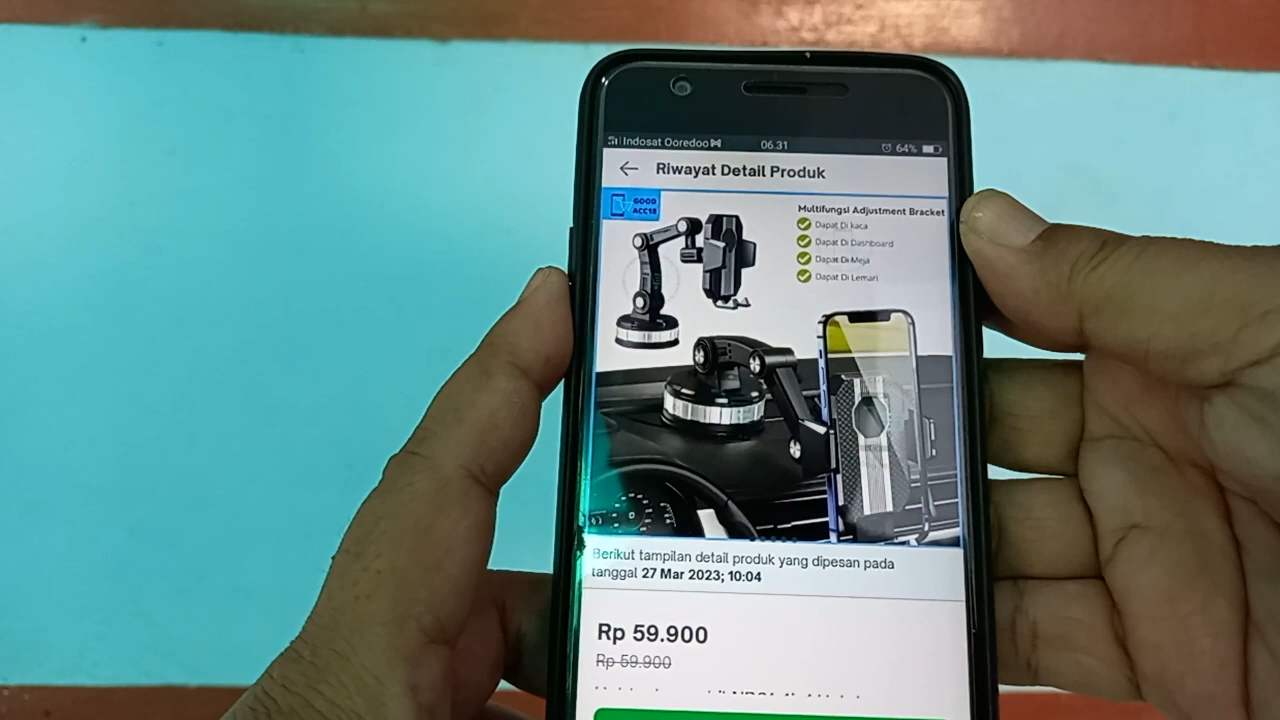 Indosat Ooredoo 06.31 64%
Riwayat Detail Produk
GOOD
ACC18
Multifungsi Adjustment Bracket
Dapat Di kaca
Dapat Di Dashboard
Dapat Di Meja
Dapat Di Lemari
Berikut tampilan detail produk yang dipesan pada
tanggal 27 Mar 2023; 10:04
Rp 59.900
Rp 59.900